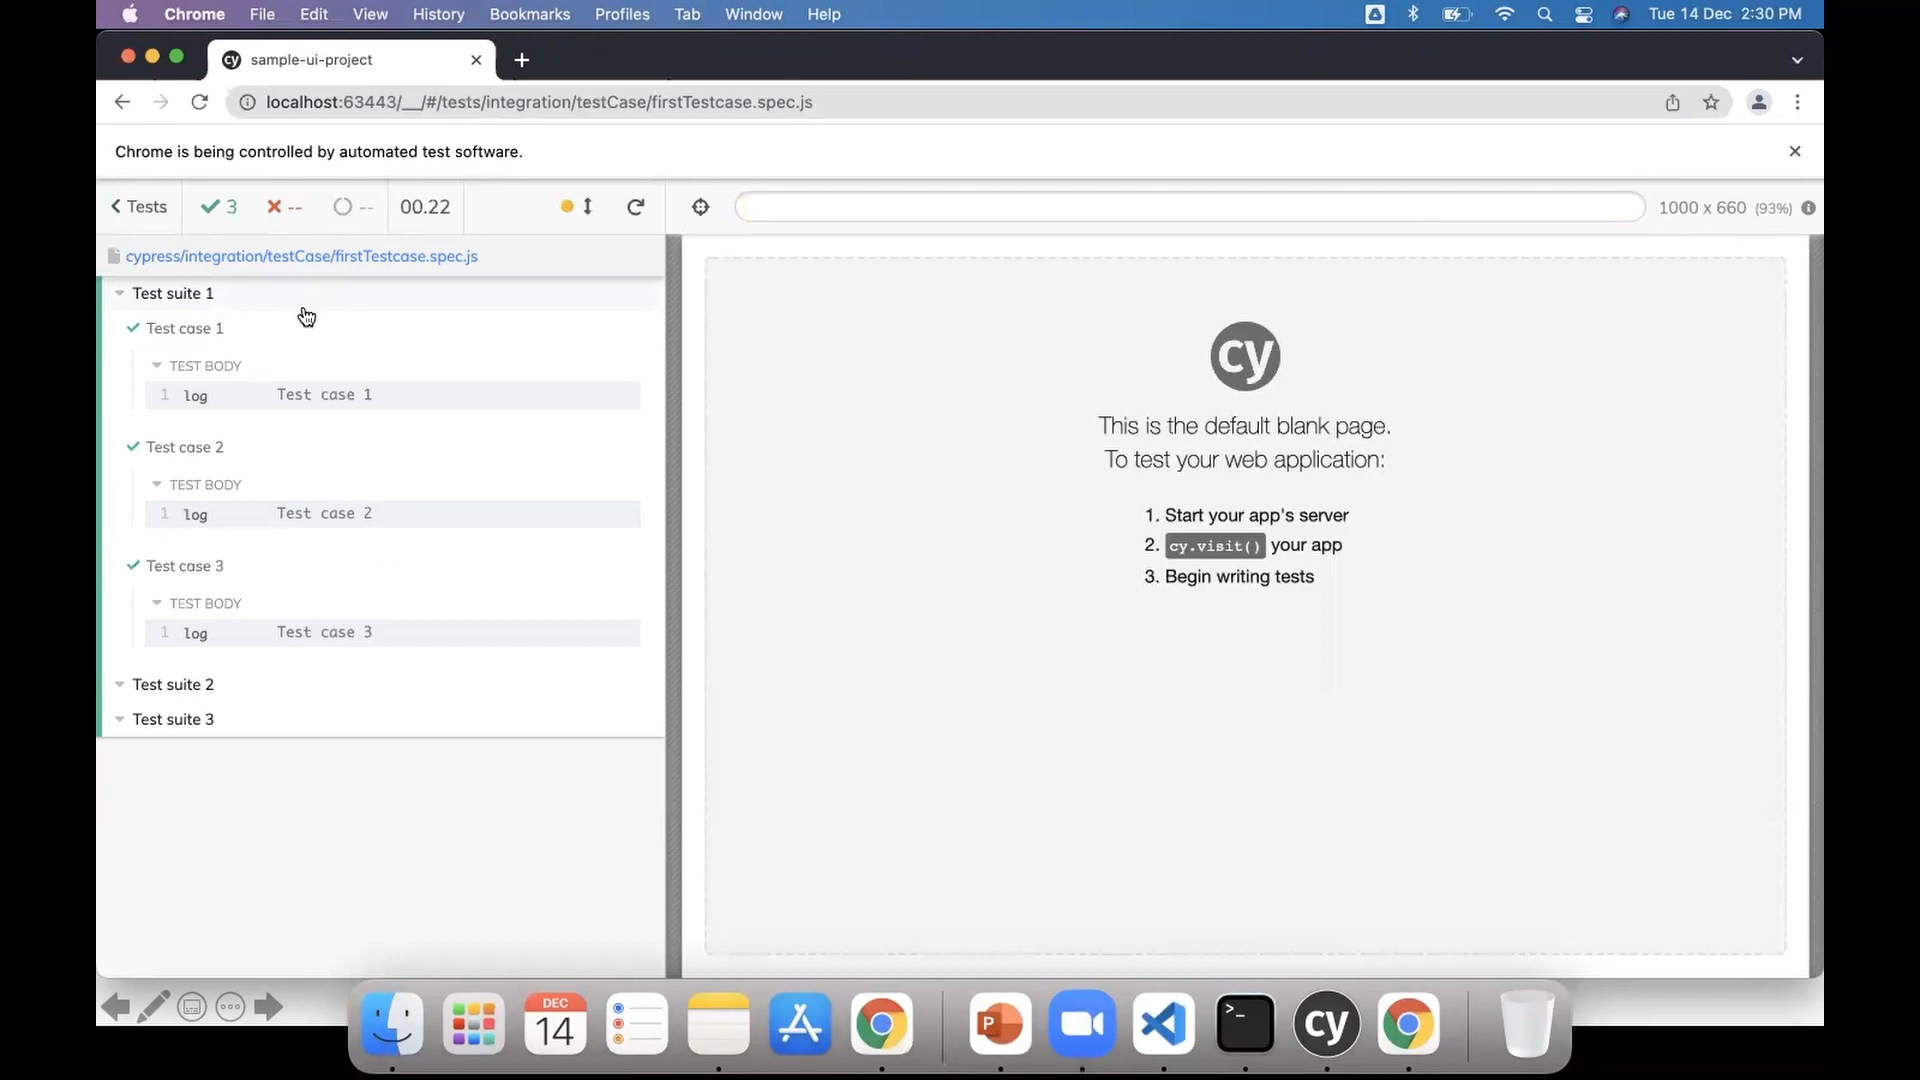 Chrome File Edit View History Bookmarks Profiles Tab Window Help Tue 14 Dec 2:30 PM
cy sample-ui-project
localhost:63443/__/#/tests/integration/testCase/firstTestcase.spec.js
Chrome is being controlled by automated test software.
Tests 3 -- -- 00.22 1000 x 660 (93%)
cypress/integration/testCase/firstTestcase.spec.js
Test suite 1
Test case 1
TEST BODY
1 log Test case 1
Test case 2
TEST BODY
1 log Test case 2
Test case 3
TEST BODY
1 log Test case 3
Test suite 2
Test suite 3
cy
This is the default blank page.
To test your web application:
1. Start your app's server
2. cy.visit() your app
3. Begin writing tests
DEC
14
P
>_
cy